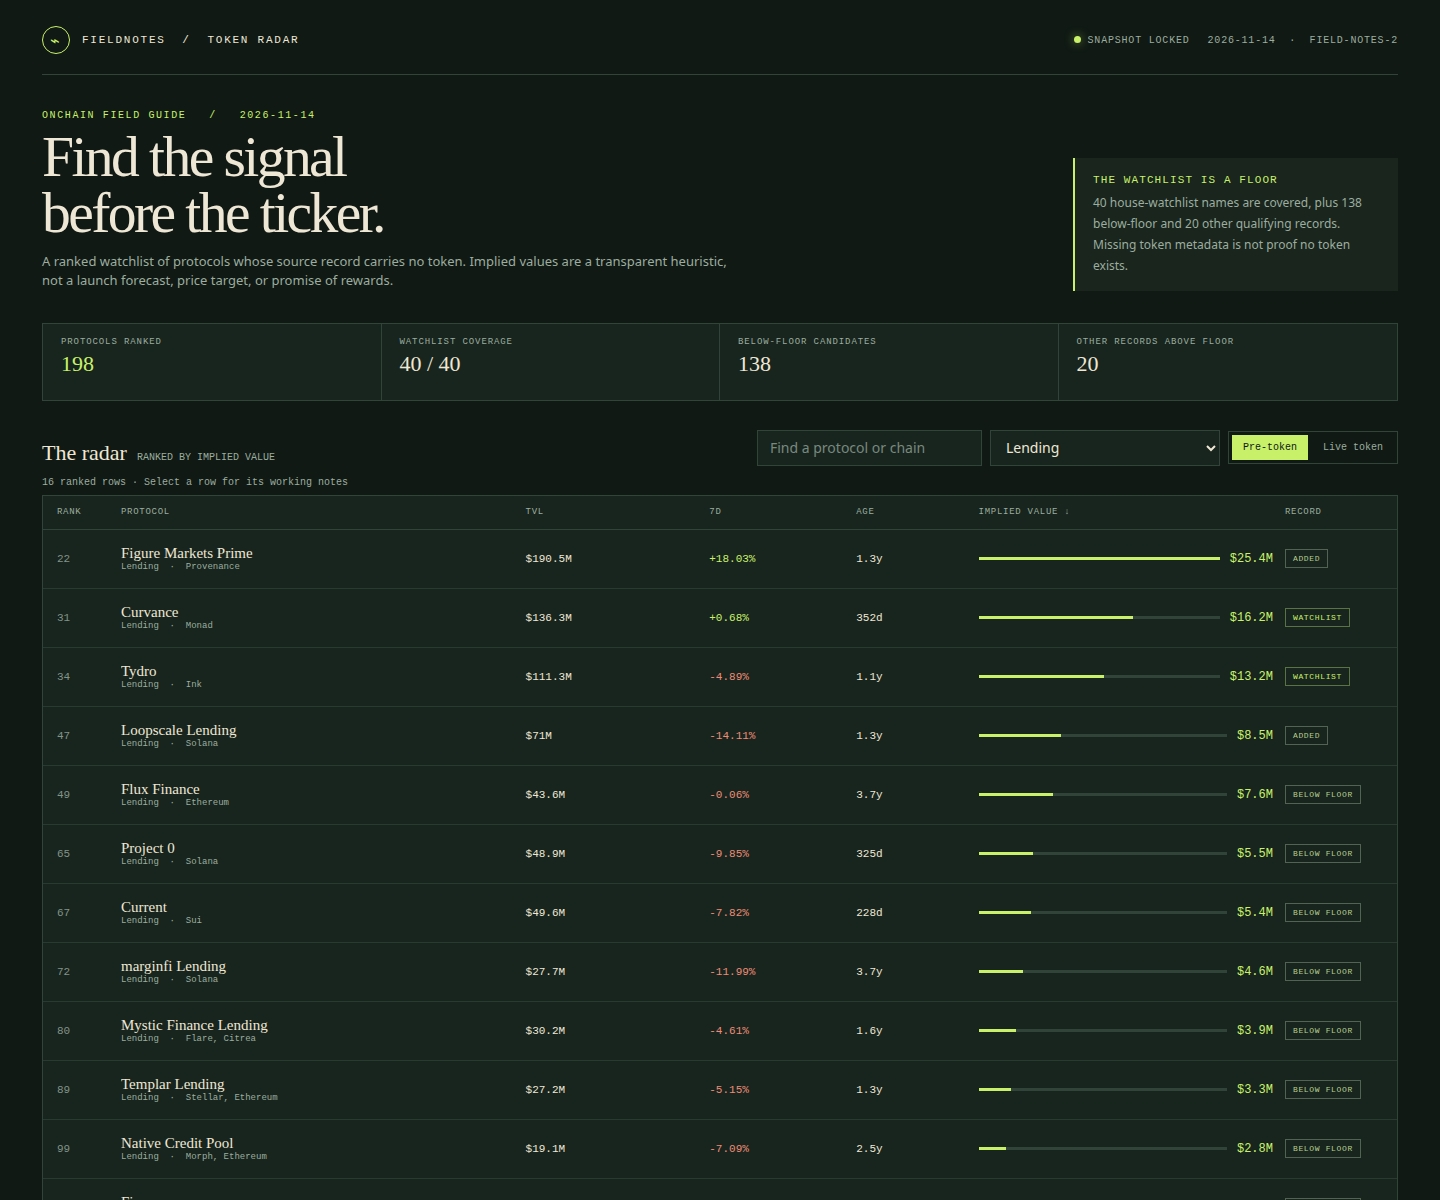 FIELDNOTES / TOKEN RADAR
SNAPSHOT LOCKED 2026-11-14 · FIELD-NOTES-2
ONCHAIN FIELD GUIDE / 2026-11-14
Find the signal
before the ticker.
A ranked watchlist of protocols whose source record carries no token. Implied values are a transparent heuristic,
not a launch forecast, price target, or promise of rewards.
THE WATCHLIST IS A FLOOR
40 house-watchlist names are covered, plus 138
below-floor and 20 other qualifying records.
Missing token metadata is not proof no token
exists.
PROTOCOLS RANKED
198
WATCHLIST COVERAGE
40 / 40
BELOW-FLOOR CANDIDATES
138
OTHER RECORDS ABOVE FLOOR
20
The radar RANKED BY IMPLIED VALUE
Find a protocol or chain
Lending
Pre-token
Live token
16 ranked rows · Select a row for its working notes
RANK PROTOCOL TVL 7D AGE IMPLIED VALUE ↓ RECORD
22 Figure Markets Prime $190.5M +18.03% 1.3y $25.4M ADDED
Lending · Provenance
31 Curvance $136.3M +0.68% 352d $16.2M WATCHLIST
Lending · Monad
34 Tydro $111.3M -4.89% 1.1y $13.2M WATCHLIST
Lending · Ink
47 Loopscale Lending $71M -14.11% 1.3y $8.5M ADDED
Lending · Solana
49 Flux Finance $43.6M -0.06% 3.7y $7.6M BELOW FLOOR
Lending · Ethereum
65 Project 0 $48.9M -9.85% 325d $5.5M BELOW FLOOR
Lending · Solana
67 Current $49.6M -7.82% 228d $5.4M BELOW FLOOR
Lending · Sui
72 marginfi Lending $27.7M -11.99% 3.7y $4.6M BELOW FLOOR
Lending · Solana
80 Mystic Finance Lending $30.2M -4.61% 1.6y $3.9M BELOW FLOOR
Lending · Flare, Citrea
89 Templar Lending $27.2M -5.15% 1.3y $3.3M BELOW FLOOR
Lending · Stellar, Ethereum
99 Native Credit Pool $19.1M -7.09% 2.5y $2.8M BELOW FLOOR
Lending · Morph, Ethereum